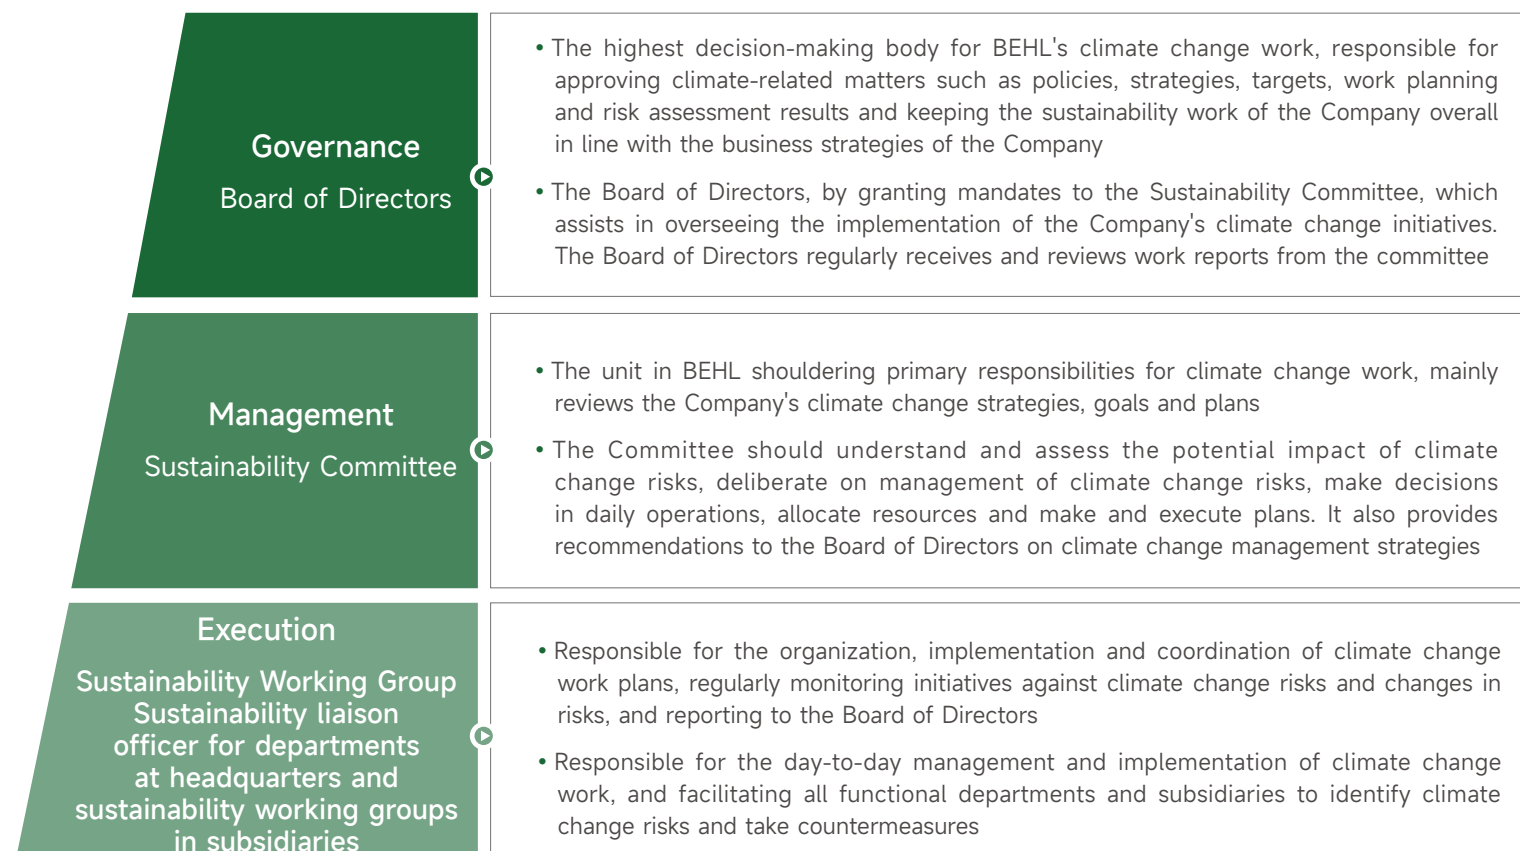 Governance
Board of Directors
• The highest decision-making body for BEHL's climate change work, responsible for
approving climate-related matters such as policies, strategies, targets, work planning
and risk assessment results and keeping the sustainability work of the Company overall
in line with the business strategies of the Company
• The Board of Directors, by granting mandates to the Sustainability Committee, which
assists in overseeing the implementation of the Company's climate change initiatives.
The Board of Directors regularly receives and reviews work reports from the committee
Management
Sustainability Committee
• The unit in BEHL shouldering primary responsibilities for climate change work, mainly
reviews the Company's climate change strategies, goals and plans
• The Committee should understand and assess the potential impact of climate
change risks, deliberate on management of climate change risks, make decisions
in daily operations, allocate resources and make and execute plans. It also provides
recommendations to the Board of Directors on climate change management strategies
Execution
Sustainability Working Group
Sustainability liaison
officer for departments
at headquarters and
sustainability working groups
in subsidiaries
• Responsible for the organization, implementation and coordination of climate change
work plans, regularly monitoring initiatives against climate change risks and changes in
risks, and reporting to the Board of Directors
• Responsible for the day-to-day management and implementation of climate change
work, and facilitating all functional departments and subsidiaries to identify climate
change risks and take countermeasures